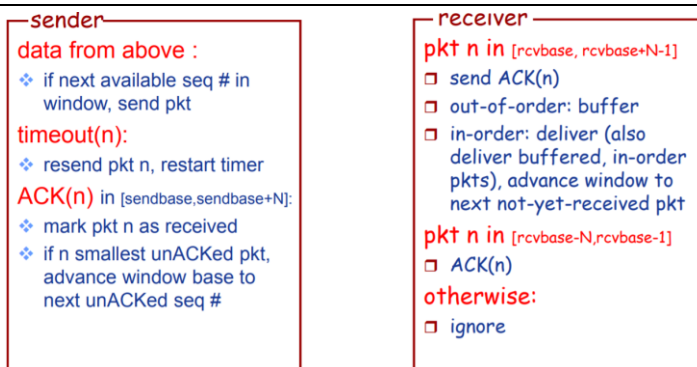 sender
data from above :
❖ if next available seq # in
window, send pkt
timeout(n):
❖ resend pkt n, restart timer
ACK(n) in [sendbase,sendbase+N]:
❖ mark pkt n as received
❖ if n smallest unACKed pkt,
advance window base to
next unACKed seq #
receiver
pkt n in [rcvbase, rcvbase+N-1]
❑ send ACK(n)
❑ out-of-order: buffer
❑ in-order: deliver (also
deliver buffered, in-order
pkts), advance window to
next not-yet-received pkt
pkt n in [rcvbase-N,rcvbase-1]
❑ ACK(n)
otherwise:
❑ ignore